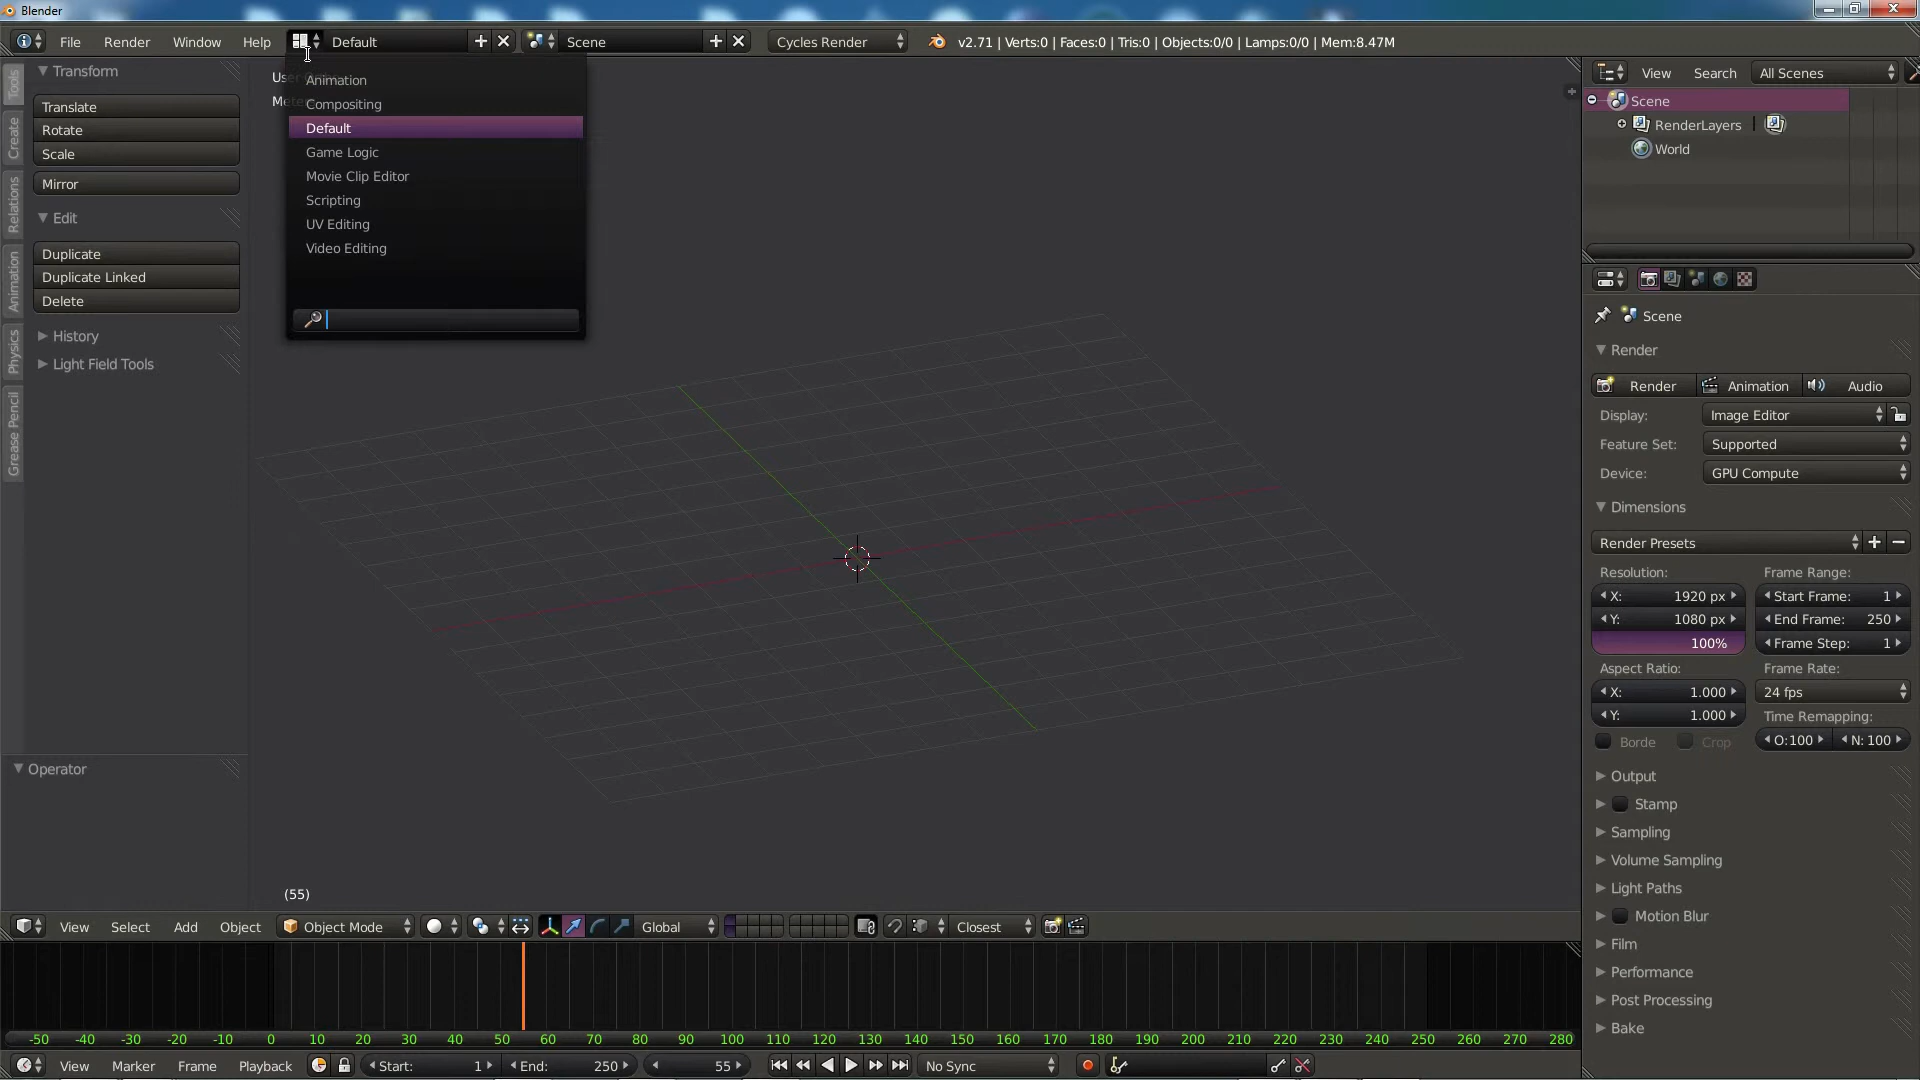 Blender
File Render Window Help Default Scene Cycles Render v2.71 | Verts:0 | Faces:0 | Tris:0 | Objects:0/0 | Lamps:0/0 | Mem:8.47M
Tools
Create
Relations
Animation
Physics
Grease Pencil
Transform
Translate
Rotate
Scale
Mirror
Edit
Duplicate
Duplicate Linked
Delete
History
Light Field Tools
Operator
Animation
Compositing
Default
Game Logic
Movie Clip Editor
Scripting
UV Editing
Video Editing
(55)
View Select Add Object Object Mode Global Closest
-50 -40 -30 -20 -10 0 10 20 30 40 50 60 70 80 90 100 110 120 130 140 150 160 170 180 190 200 210 220 230 240 250 260 270 280
View Marker Frame Playback Start: 1 End: 250 55 No Sync
View Search All Scenes
Scene
RenderLayers |
World
Scene
Render
Render Animation Audio
Display: Image Editor
Feature Set: Supported
Device: GPU Compute
Dimensions
Render Presets
Resolution: Frame Range:
X: 1920 px Start Frame: 1
Y: 1080 px End Frame: 250
100% Frame Step: 1
Aspect Ratio: Frame Rate:
X: 1.000 24 fps
Y: 1.000 Time Remapping:
Borde Crop O:100 N: 100
Output
Stamp
Sampling
Volume Sampling
Light Paths
Motion Blur
Film
Performance
Post Processing
Bake